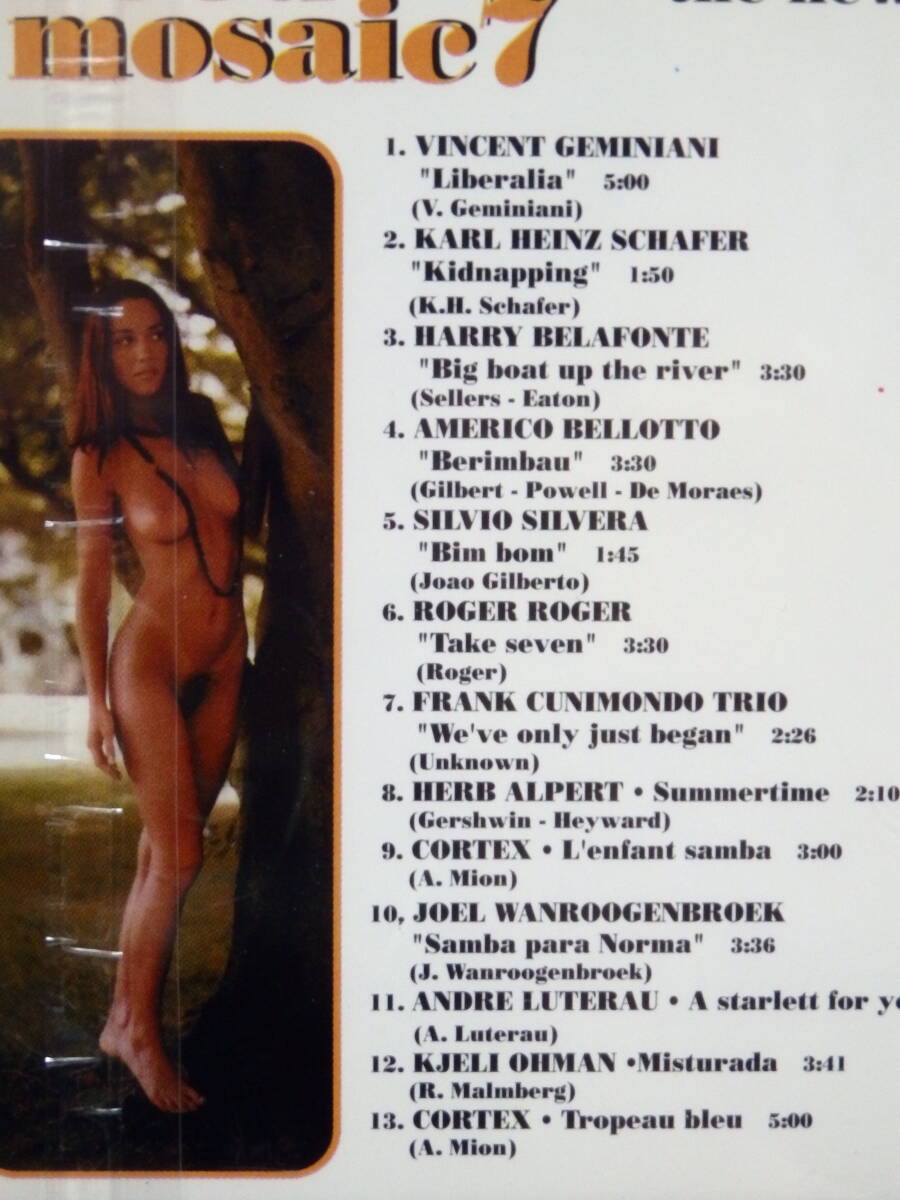 mosaic7
1. VINCENT GEMINIANI
"Liberalia" 5:00
(V. Geminiani)
2. KARL HEINZ SCHAFER
"Kidnapping" 1:50
(K.H. Schafer)
3. HARRY BELAFONTE
"Big boat up the river" 3:30
(Sellers - Eaton)
4. AMERICO BELLOTTO
"Berimbau" 3:30
(Gilbert - Powell - De Moraes)
5. SILVIO SILVERA
"Bim bom" 1:45
(Joao Gilberto)
6. ROGER ROGER
"Take seven" 3:30
(Roger)
7. FRANK CUNIMONDO TRIO
"We've only just began" 2:26
(Unknown)
8. HERB ALPERT • Summertime 2:10
(Gershwin - Heyward)
9. CORTEX • L'enfant samba 3:00
(A. Mion)
10, JOEL WANROOGENBROEK
"Samba para Norma" 3:36
(J. Wanroogenbroek)
11. ANDRE LUTERAU • A starlett for
(A. Luterau)
12. KJELI OHMAN •Misturada 3:41
(R. Malmberg)
13. CORTEX • Tropeau bleu 5:00
(A. Mion)